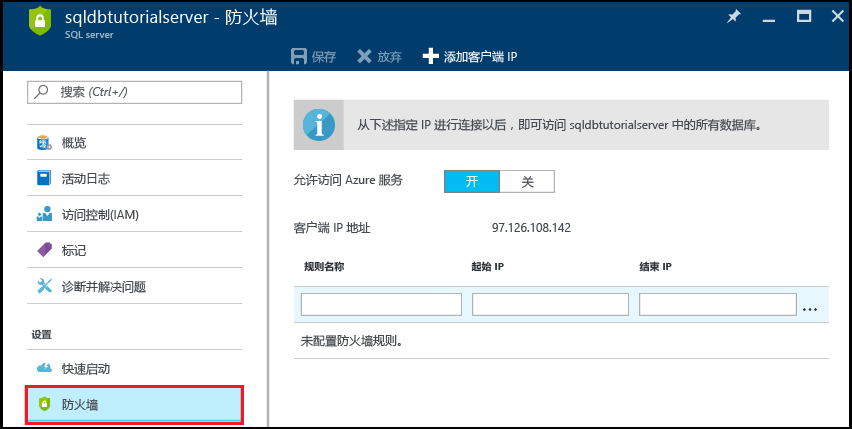 sqldbtutorialserver - 防火墙
SQL server
保存 放弃 添加客户端 IP
搜索 (Ctrl+/)
概览
活动日志
访问控制(IAM)
标记
诊断并解决问题
设置
快速启动
防火墙
从下述指定 IP 进行连接以后，即可访问 sqldbtutorialserver 中的所有数据库。
允许访问 Azure 服务 开 关
客户端 IP 地址 97.126.108.142
规则名称 起始 IP 结束 IP
...
未配置防火墙规则。